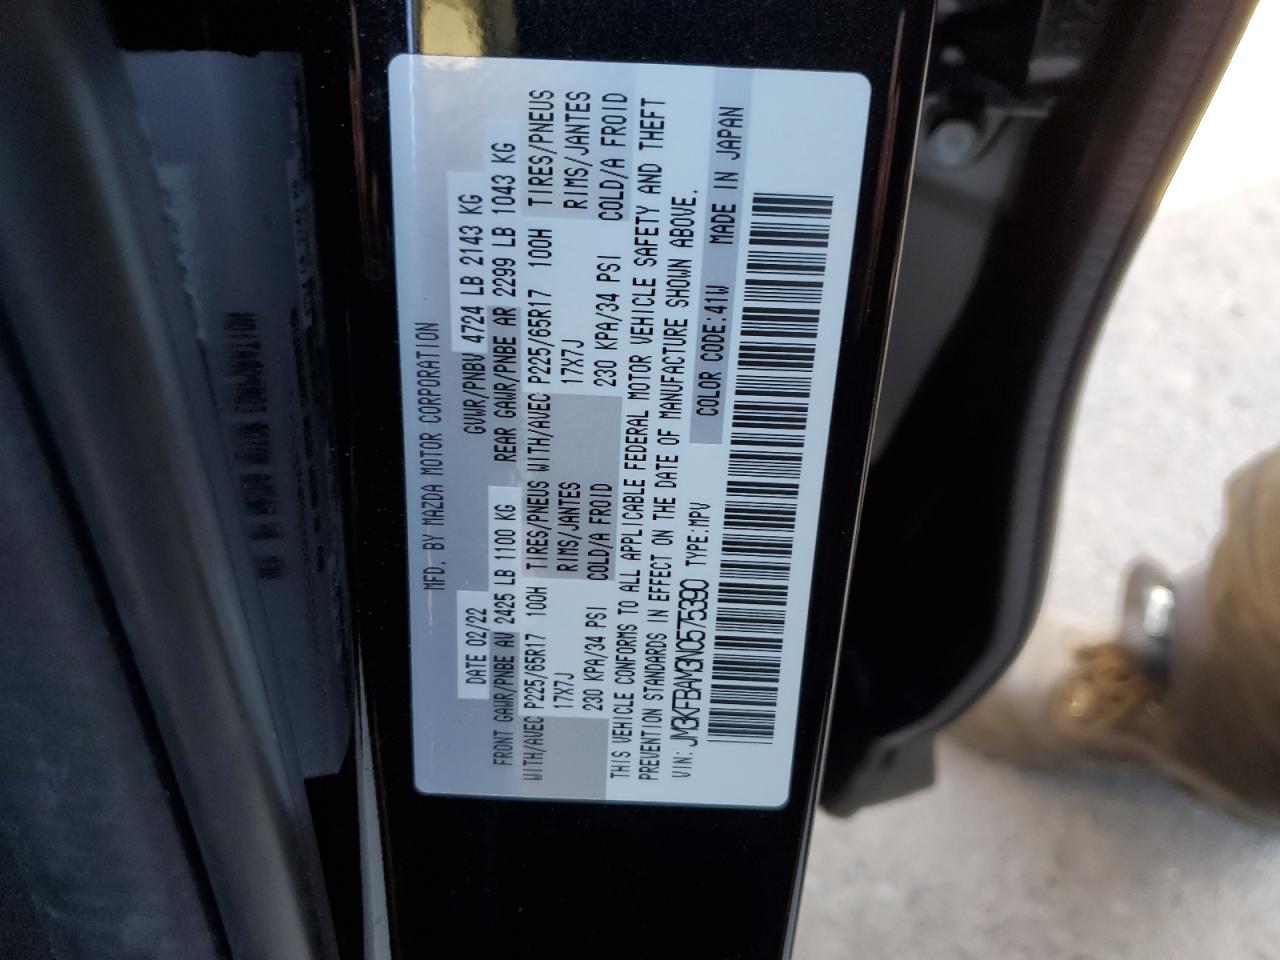 MFD. BY MAZDA MOTOR CORPORATION
DATE 02/22 GVWR/PNBV 4724 LB 2143 KG
FRONT GAWR/PNBE AV 2425 LB 1100 KG REAR GAWR/PNBE AR 2299 LB 1043 KG
WITH/AVEC P225/65R17 100H TIRES/PNEUS WITH/AVEC P225/65R17 100H TIRES/PNEUS
17X7J RIMS/JANTES 17X7J RIMS/JANTES
230 KPA/34 PSI COLD/A FROID 230 KPA/34 PSI COLD/A FROID
THIS VEHICLE CONFORMS TO ALL APPLICABLE FEDERAL MOTOR VEHICLE SAFETY AND THEFT
PREVENTION STANDARDS IN EFFECT ON THE DATE OF MANUFACTURE SHOWN ABOVE.
VIN: JM3KFBAM3N0575390 TYPE:MPV COLOR CODE:41W MADE IN JAPAN